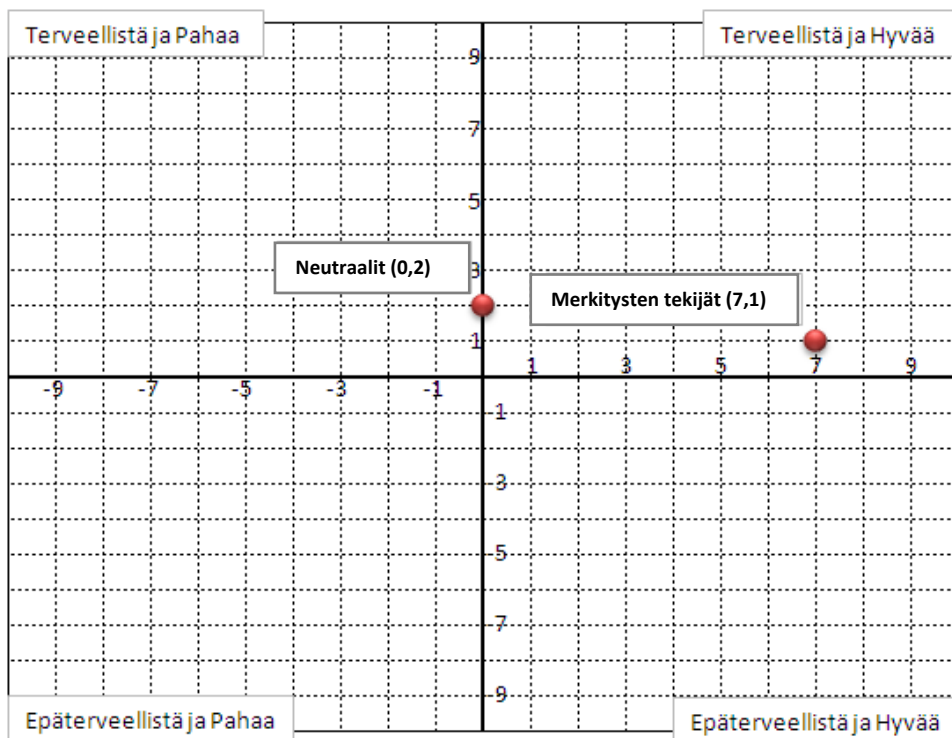 Terveellistä ja Pahaa
Terveellistä ja Hyvää
9
7
5
Neutraalit (0,2)
3
Merkitysten tekijät (7,1)
1
-9 -7 -5 -3 -1 1 3 5 7 9
-1
-3
-5
-7
-9
Epäterveellistä ja Pahaa
Epäterveellistä ja Hyvää